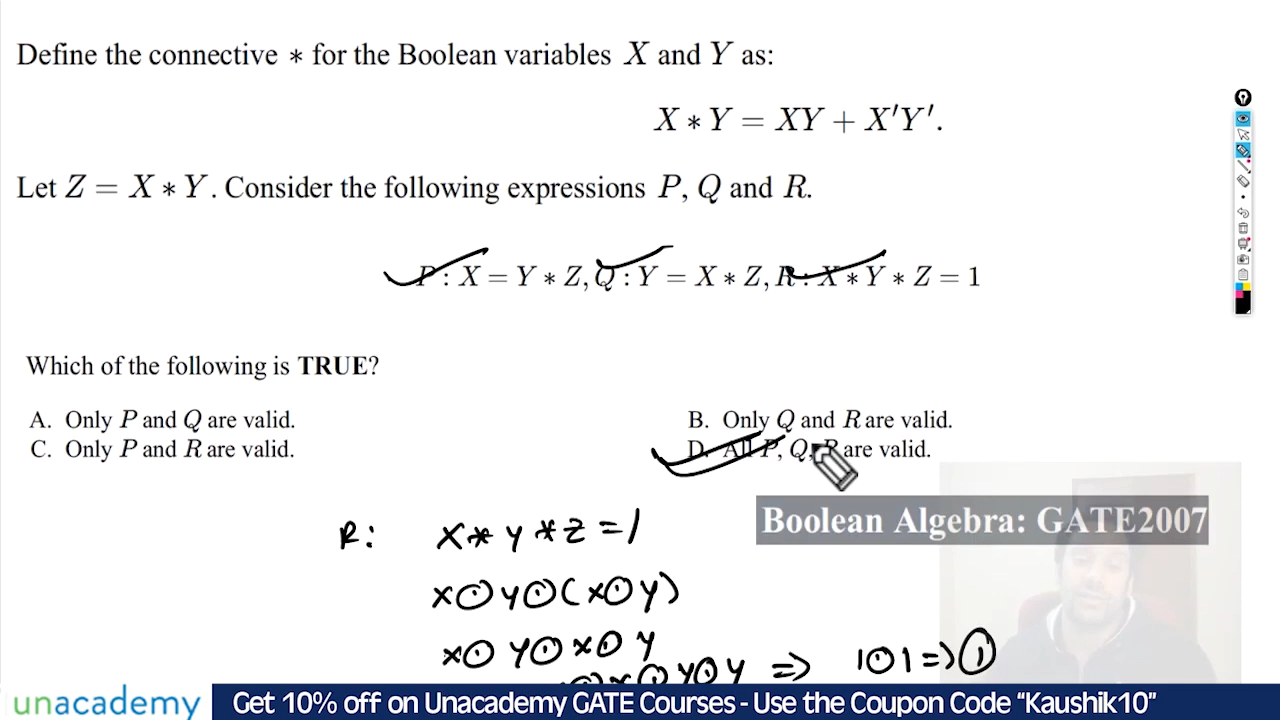 Define the connective ∗ for the Boolean variables X and Y as:
X ∗ Y = XY + X′Y′.
Let Z = X ∗ Y. Consider the following expressions P, Q and R.
P : X = Y ∗ Z, Q : Y = X ∗ Z, R : X ∗ Y ∗ Z = 1
Which of the following is TRUE?
A. Only P and Q are valid.
B. Only Q and R are valid.
C. Only P and R are valid.
D. All P, Q, R are valid.
Boolean Algebra: GATE2007
R: X * Y * Z = 1
X ⊙ Y ⊙ (X ⊙ Y)
X ⊙ Y ⊙ X ⊙ Y
X ⊙ Y ⊙ Y ⇒ 1 ⊙ 1 ⇒ 1
unacademy
Get 10% off on Unacademy GATE Courses - Use the Coupon Code “Kaushik10”